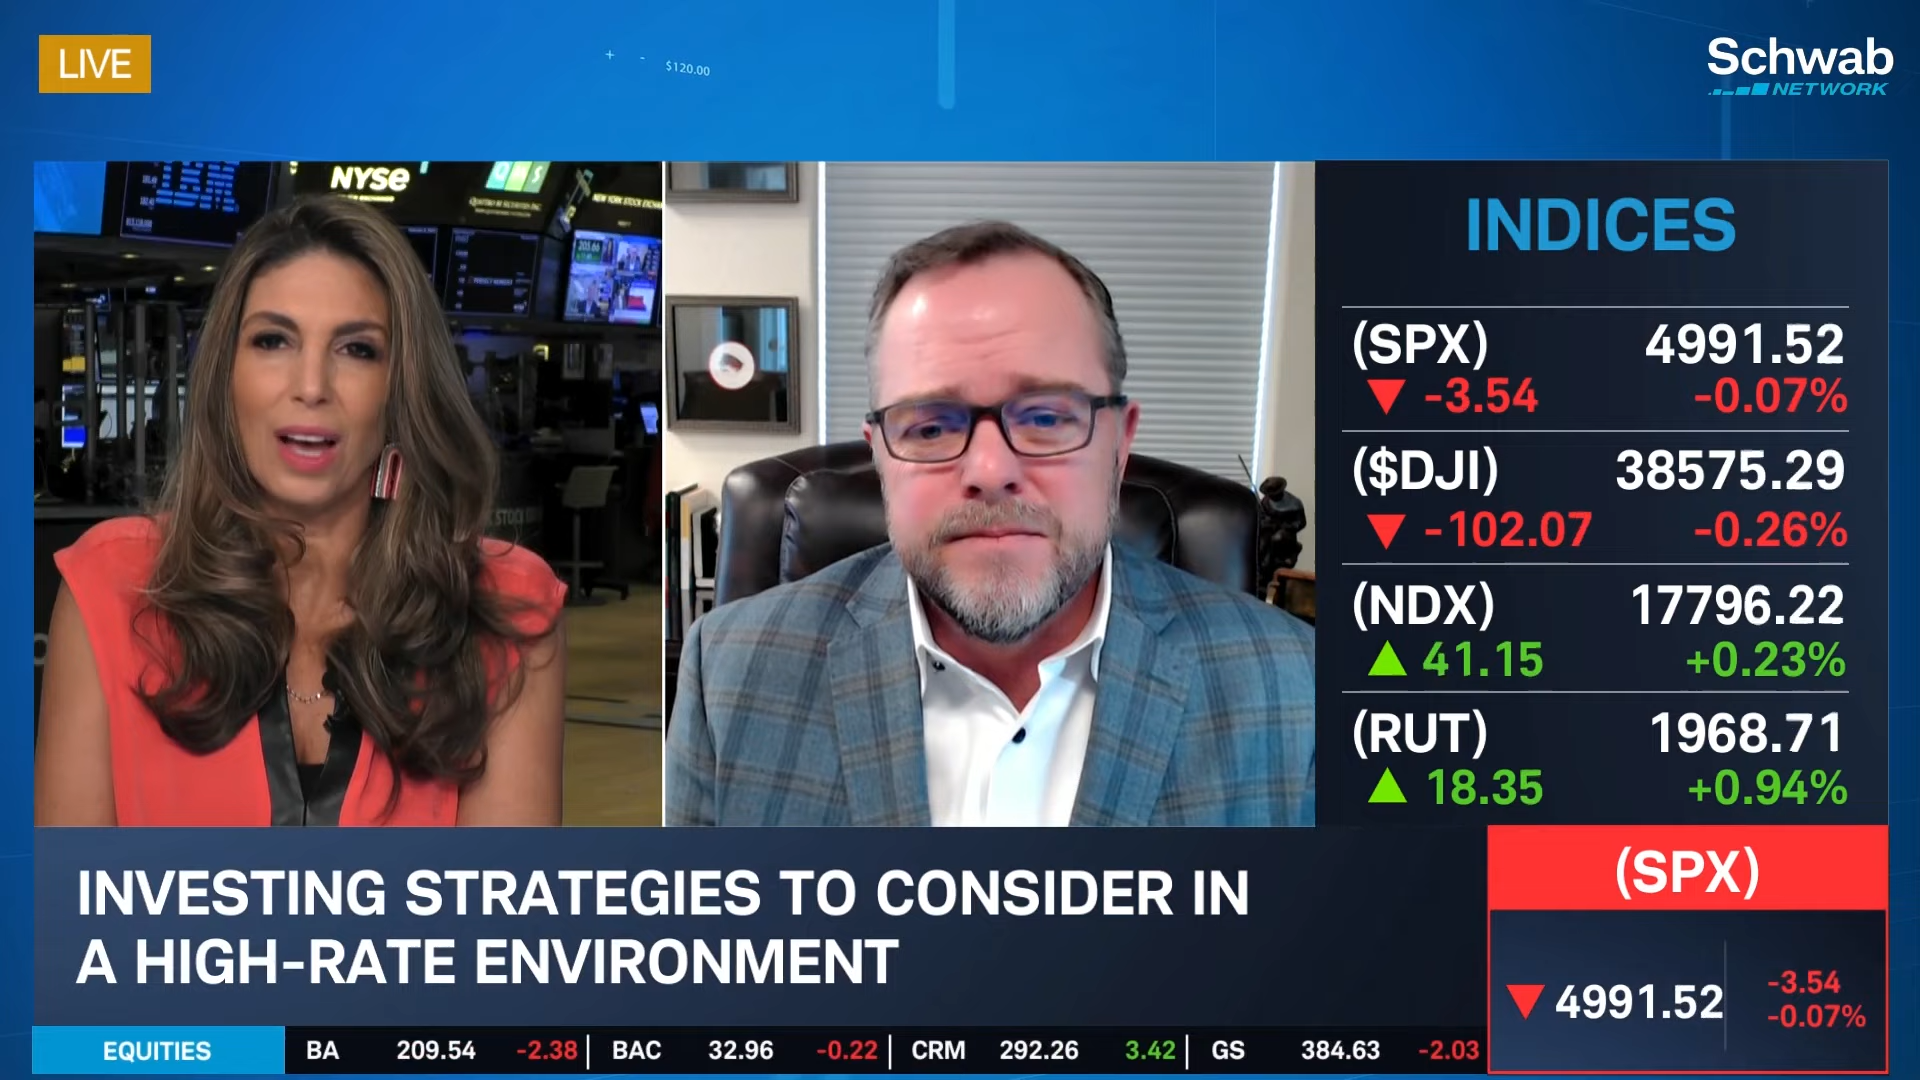 LIVE
+ - $120.00
Schwab
NETWORK
NYSE
INDICES
(SPX) 4991.52
▼ -3.54 -0.07%
($DJI) 38575.29
▼ -102.07 -0.26%
(NDX) 17796.22
▲ 41.15 +0.23%
(RUT) 1968.71
▲ 18.35 +0.94%
INVESTING STRATEGIES TO CONSIDER IN
A HIGH-RATE ENVIRONMENT
(SPX)
▼ 4991.52
-3.54
-0.07%
EQUITIES BA 209.54 -2.38 | BAC 32.96 -0.22 | CRM 292.26 3.42 | GS 384.63 -2.03